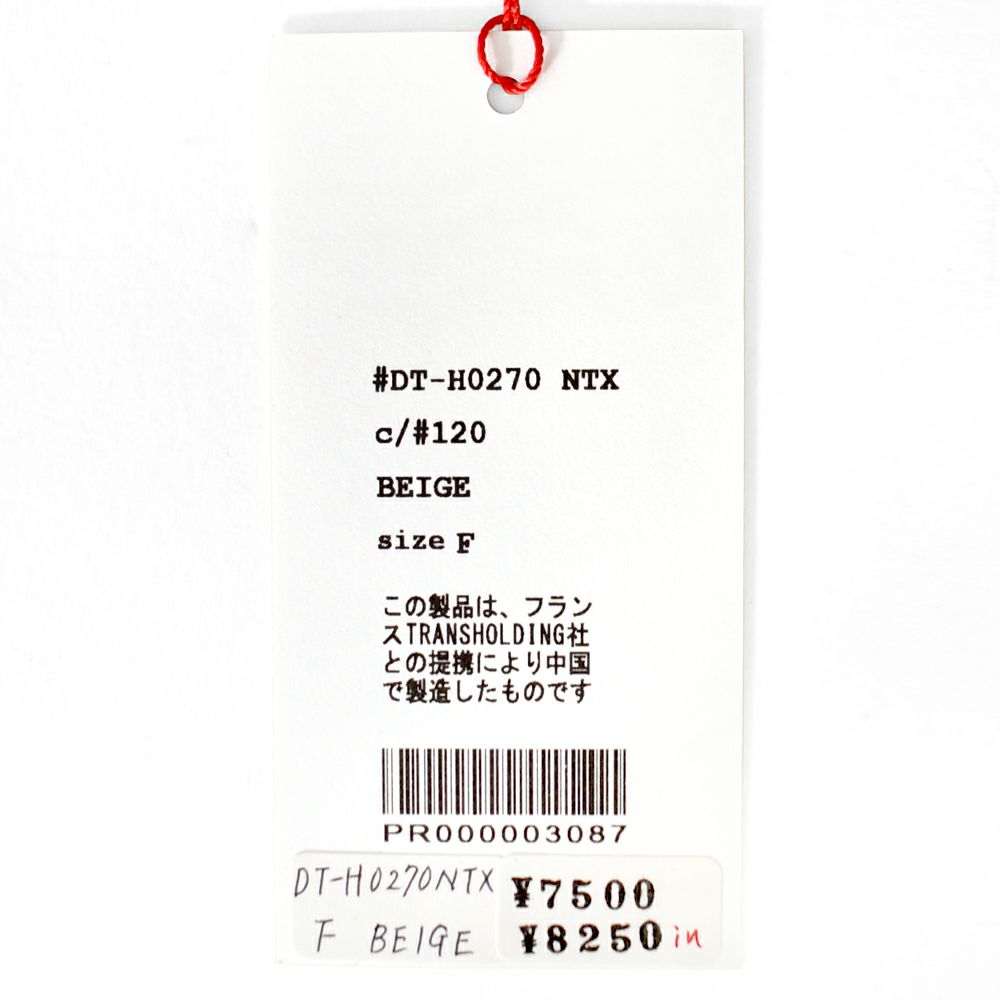 #DT-H0270 NTX
c/#120
BEIGE
size F
この製品は、フラン
スTRANSHOLDING社
との提携により中国
で製造したものです
PR000003087
DT-H0270NTX
F BEIGE
¥7500
¥8250 in